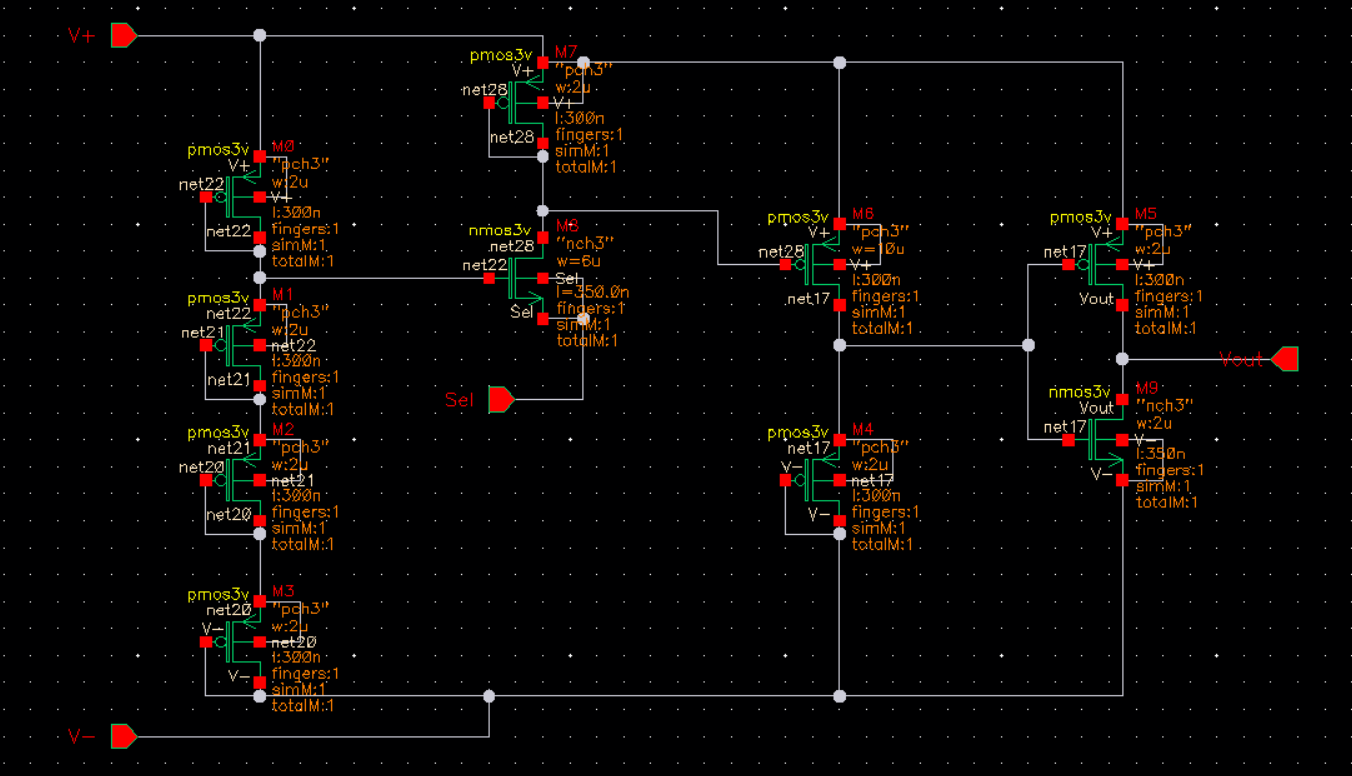 V+
pmos3v
M7
V+
"pch3"
w:2u
net28
V+
l:300n
net28
fingers:1
simM:1
totalM:1
pmos3v
M0
V+
"pch3"
net22
w:2u
V+
l:300n
net22
fingers:1
simM:1
totalM:1
nmos3v
M8
net28
"nch3"
net22
w=6u
Sel
l=350.0n
Sel
fingers:1
simM:1
totalM:1
pmos3v
M6
V+
"pch3"
net28
w=10u
V+
l:300n
net17
fingers:1
simM:1
totalM:1
pmos3v
M5
V+
"pch3"
net17
w:2u
V+
l:300n
Vout
fingers:1
simM:1
totalM:1
pmos3v
M1
net22
"pch3"
net21
w:2u
net22
l:300n
net21
fingers:1
simM:1
totalM:1
Sel
Vout
nmos3v
M9
Vout
"nch3"
net17
w:2u
V-
l:350n
V-
fingers:1
simM:1
totalM:1
pmos3v
M2
net21
"pch3"
net20
w:2u
net21
l:300n
net20
fingers:1
simM:1
totalM:1
pmos3v
M4
net17
"pch3"
V-
w:2u
net17
l:300n
V-
fingers:1
simM:1
totalM:1
pmos3v
M3
net20
"pch3"
V-
w:2u
net20
l:300n
V-
fingers:1
simM:1
totalM:1
V-